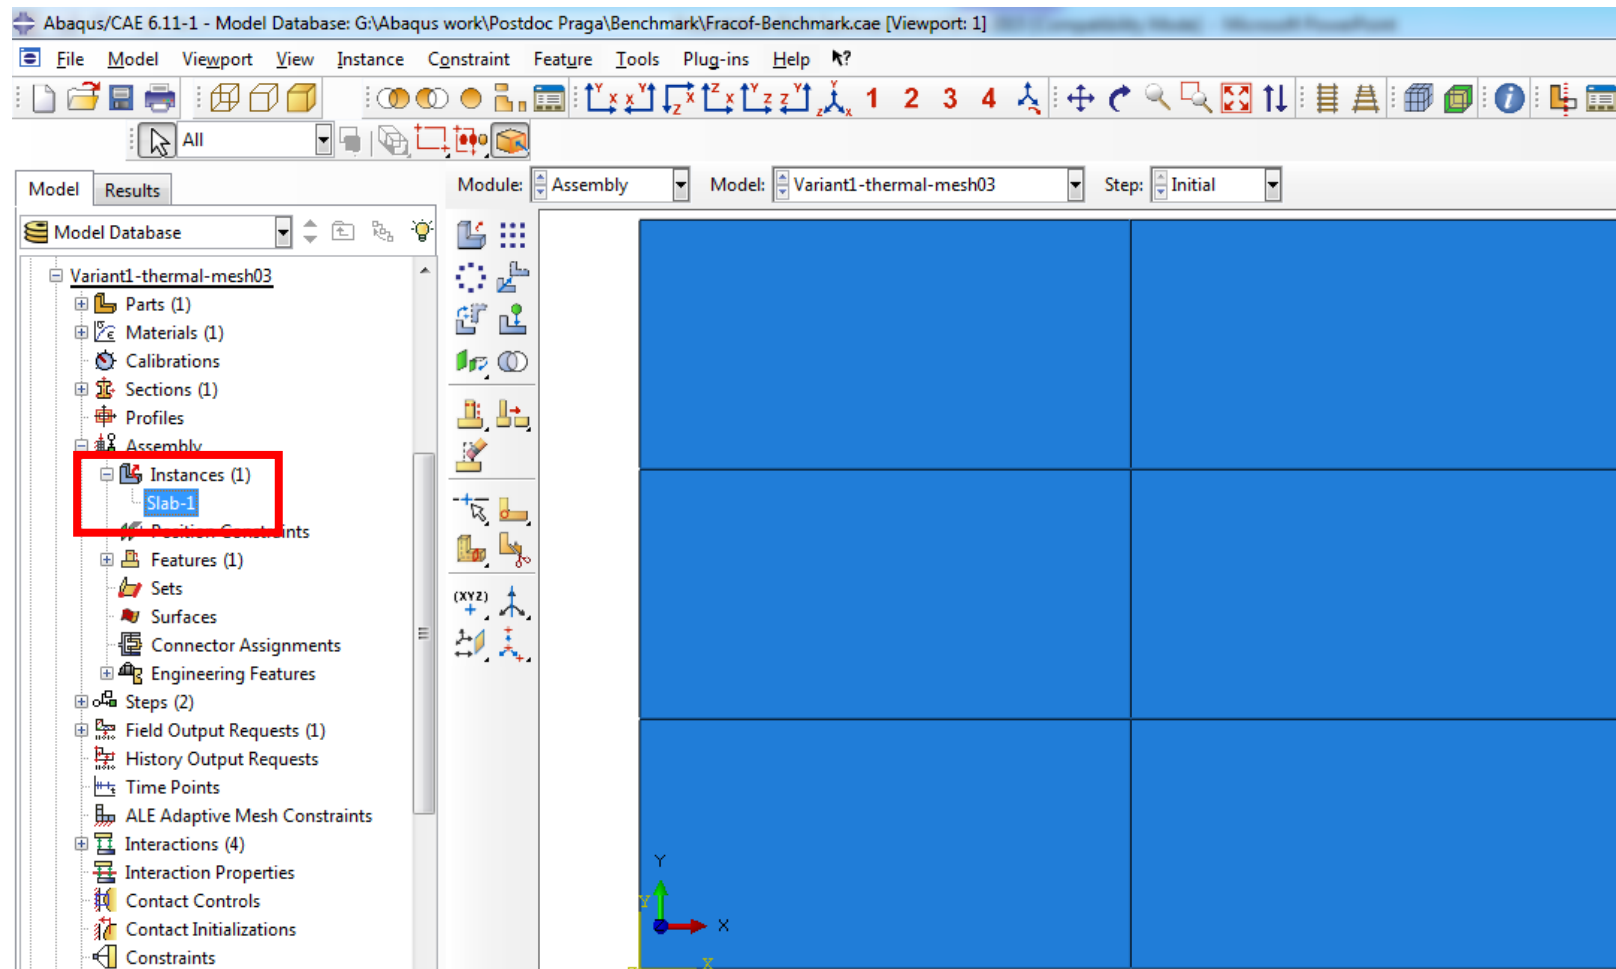 Abaqus/CAE 6.11-1 - Model Database: G:\Abaqus work\Postdoc Praga\Benchmark\Fracof-Benchmark.cae [Viewport: 1]
File Model Viewport View Instance Constraint Feature Tools Plug-ins Help
1 2 3 4
All
Model Results
Module: Assembly Model: Variant1-thermal-mesh03 Step: Initial
Model Database
Variant1-thermal-mesh03
Parts (1)
Materials (1)
Calibrations
Sections (1)
Profiles
Assembly
Instances (1)
Slab-1
Position Constraints
Features (1)
Sets
Surfaces
Connector Assignments
Engineering Features
Steps (2)
Field Output Requests (1)
History Output Requests
Time Points
ALE Adaptive Mesh Constraints
Interactions (4)
Interaction Properties
Contact Controls
Contact Initializations
Constraints
(XYZ)
Y
Y
X
X